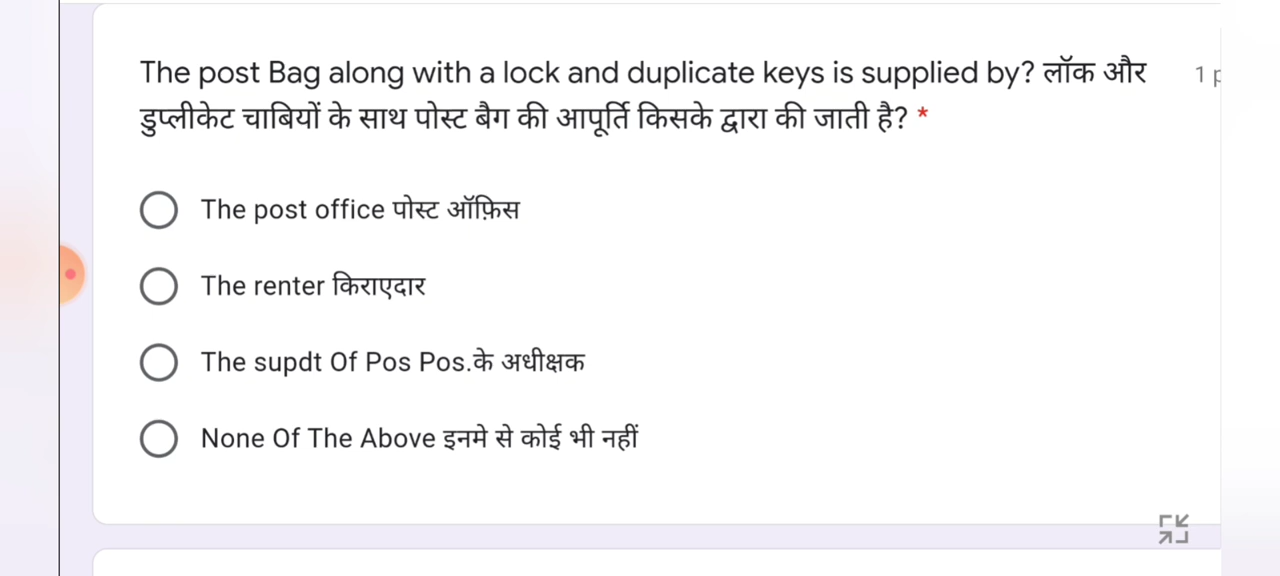 The post Bag along with a lock and duplicate keys is supplied by? लॉक और
डुप्लीकेट चाबियों के साथ पोस्ट बैग की आपूर्ति किसके द्वारा की जाती है? *
1 p
The post office पोस्ट ऑफ़िस
The renter किराएदार
The supdt Of Pos Pos.के अधीक्षक
None Of The Above इनमे से कोई भी नहीं